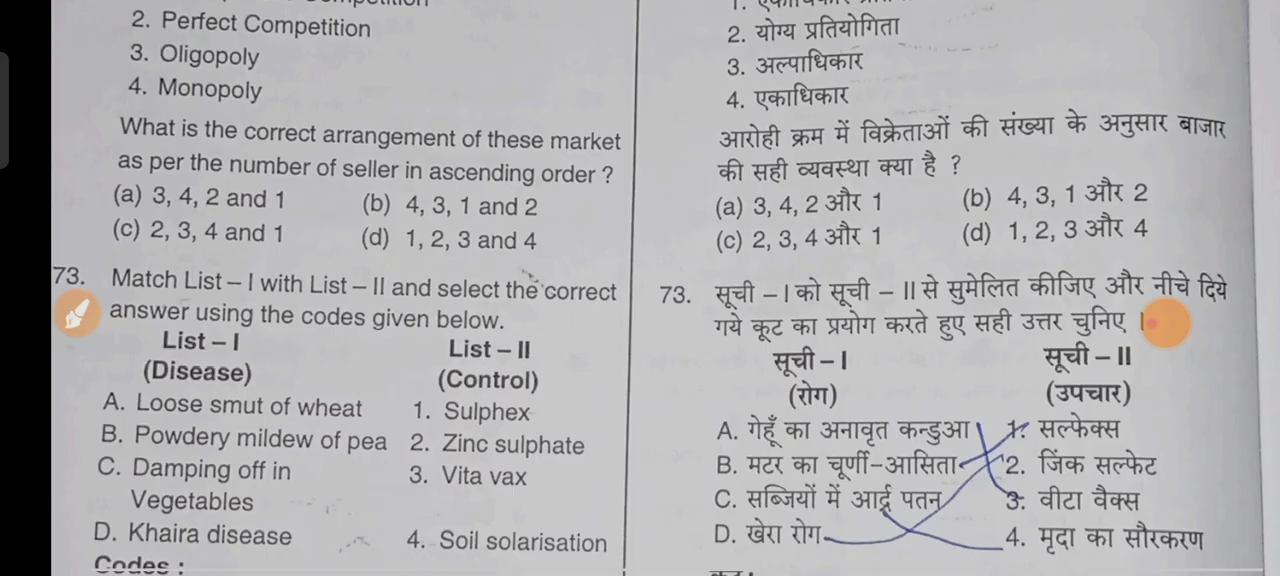 2. Perfect Competition
3. Oligopoly
4. Monopoly
What is the correct arrangement of these market
as per the number of seller in ascending order ?
(a) 3, 4, 2 and 1 (b) 4, 3, 1 and 2
(c) 2, 3, 4 and 1 (d) 1, 2, 3 and 4
73. Match List – I with List – II and select the correct
answer using the codes given below.
List – I List – II
(Disease) (Control)
A. Loose smut of wheat 1. Sulphex
B. Powdery mildew of pea 2. Zinc sulphate
C. Damping off in 3. Vita vax
Vegetables
D. Khaira disease 4. Soil solarisation
Codes :
2. योग्य प्रतियोगिता
3. अल्पाधिकार
4. एकाधिकार
आरोही क्रम में विक्रेताओं की संख्या के अनुसार बाजार
की सही व्यवस्था क्या है ?
(a) 3, 4, 2 और 1 (b) 4, 3, 1 और 2
(c) 2, 3, 4 और 1 (d) 1, 2, 3 और 4
73. सूची – I को सूची – II से सुमेलित कीजिए और नीचे दिये
गये कूट का प्रयोग करते हुए सही उत्तर चुनिए ।
सूची – I सूची – II
(रोग) (उपचार)
A. गेहूँ का अनावृत कन्डुआ 1. सल्फेक्स
B. मटर का चूर्णी-आसिता 2. जिंक सल्फेट
C. सब्जियों में आर्द्र पतन 3. वीटा वैक्स
D. खेरा रोग 4. मृदा का सौरकरण